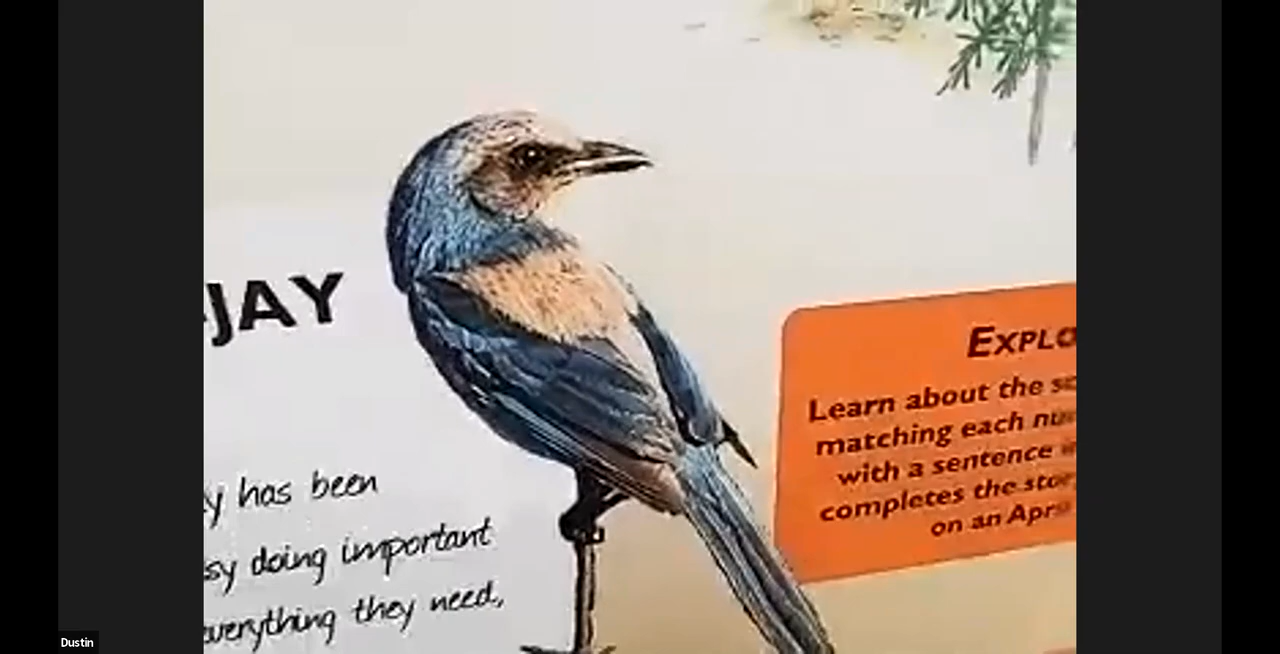 JAY
has been
doing important
everything they need,
EXPLO
Learn about the
matching each
with a sentence
completes the
on an
Dustin